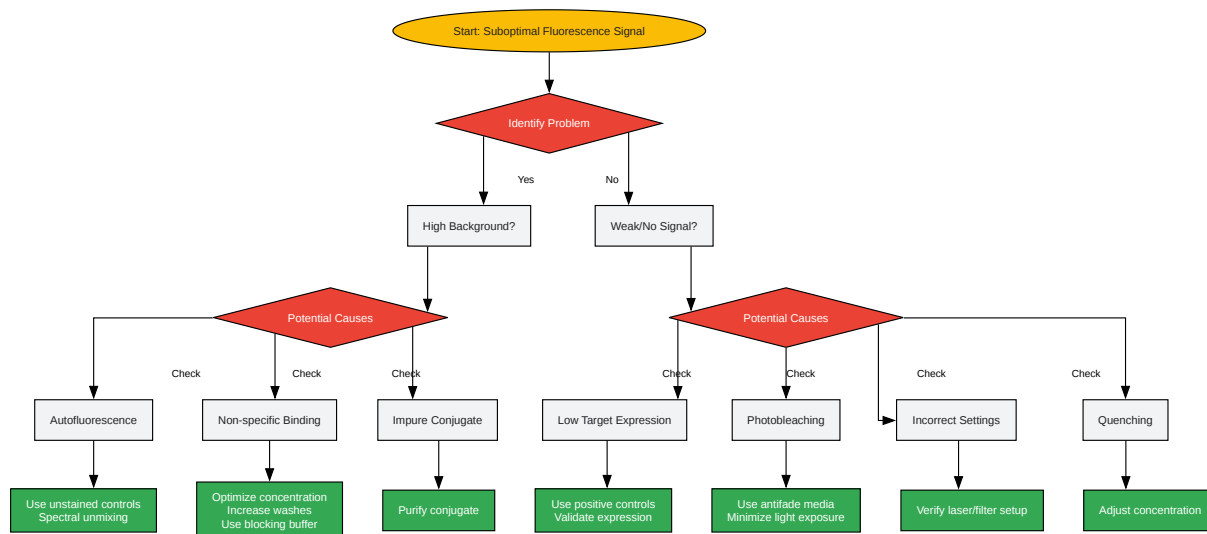 Start: Suboptimal Fluorescence Signal
Identify Problem
Yes
No
High Background?
Weak/No Signal?
Potential Causes
Potential Causes
Check
Check
Check
Check
Check
Check
Check
Autofluorescence
Non-specific Binding
Impure Conjugate
Low Target Expression
Photobleaching
Incorrect Settings
Quenching
Use unstained controls
Spectral unmixing
Optimize concentration
Increase washes
Use blocking buffer
Purify conjugate
Use positive controls
Validate expression
Use antifade media
Minimize light exposure
Verify laser/filter setup
Adjust concentration